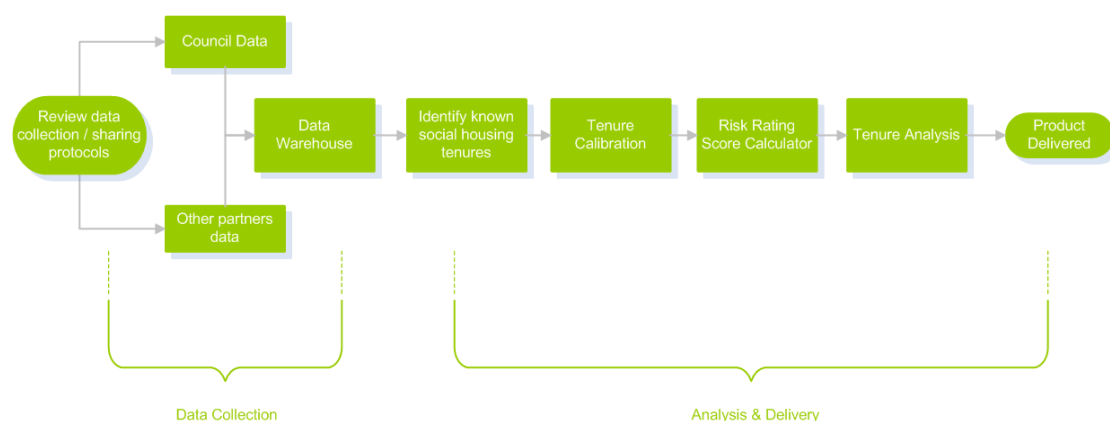 Council Data
Review data
collection / sharing
protocols
Data
Warehouse
Identify known
social housing
tenures
Tenure
Calibration
Risk Rating
Score Calculator
Tenure Analysis
Product
Delivered
Other partners
data
Data Collection
Analysis & Delivery